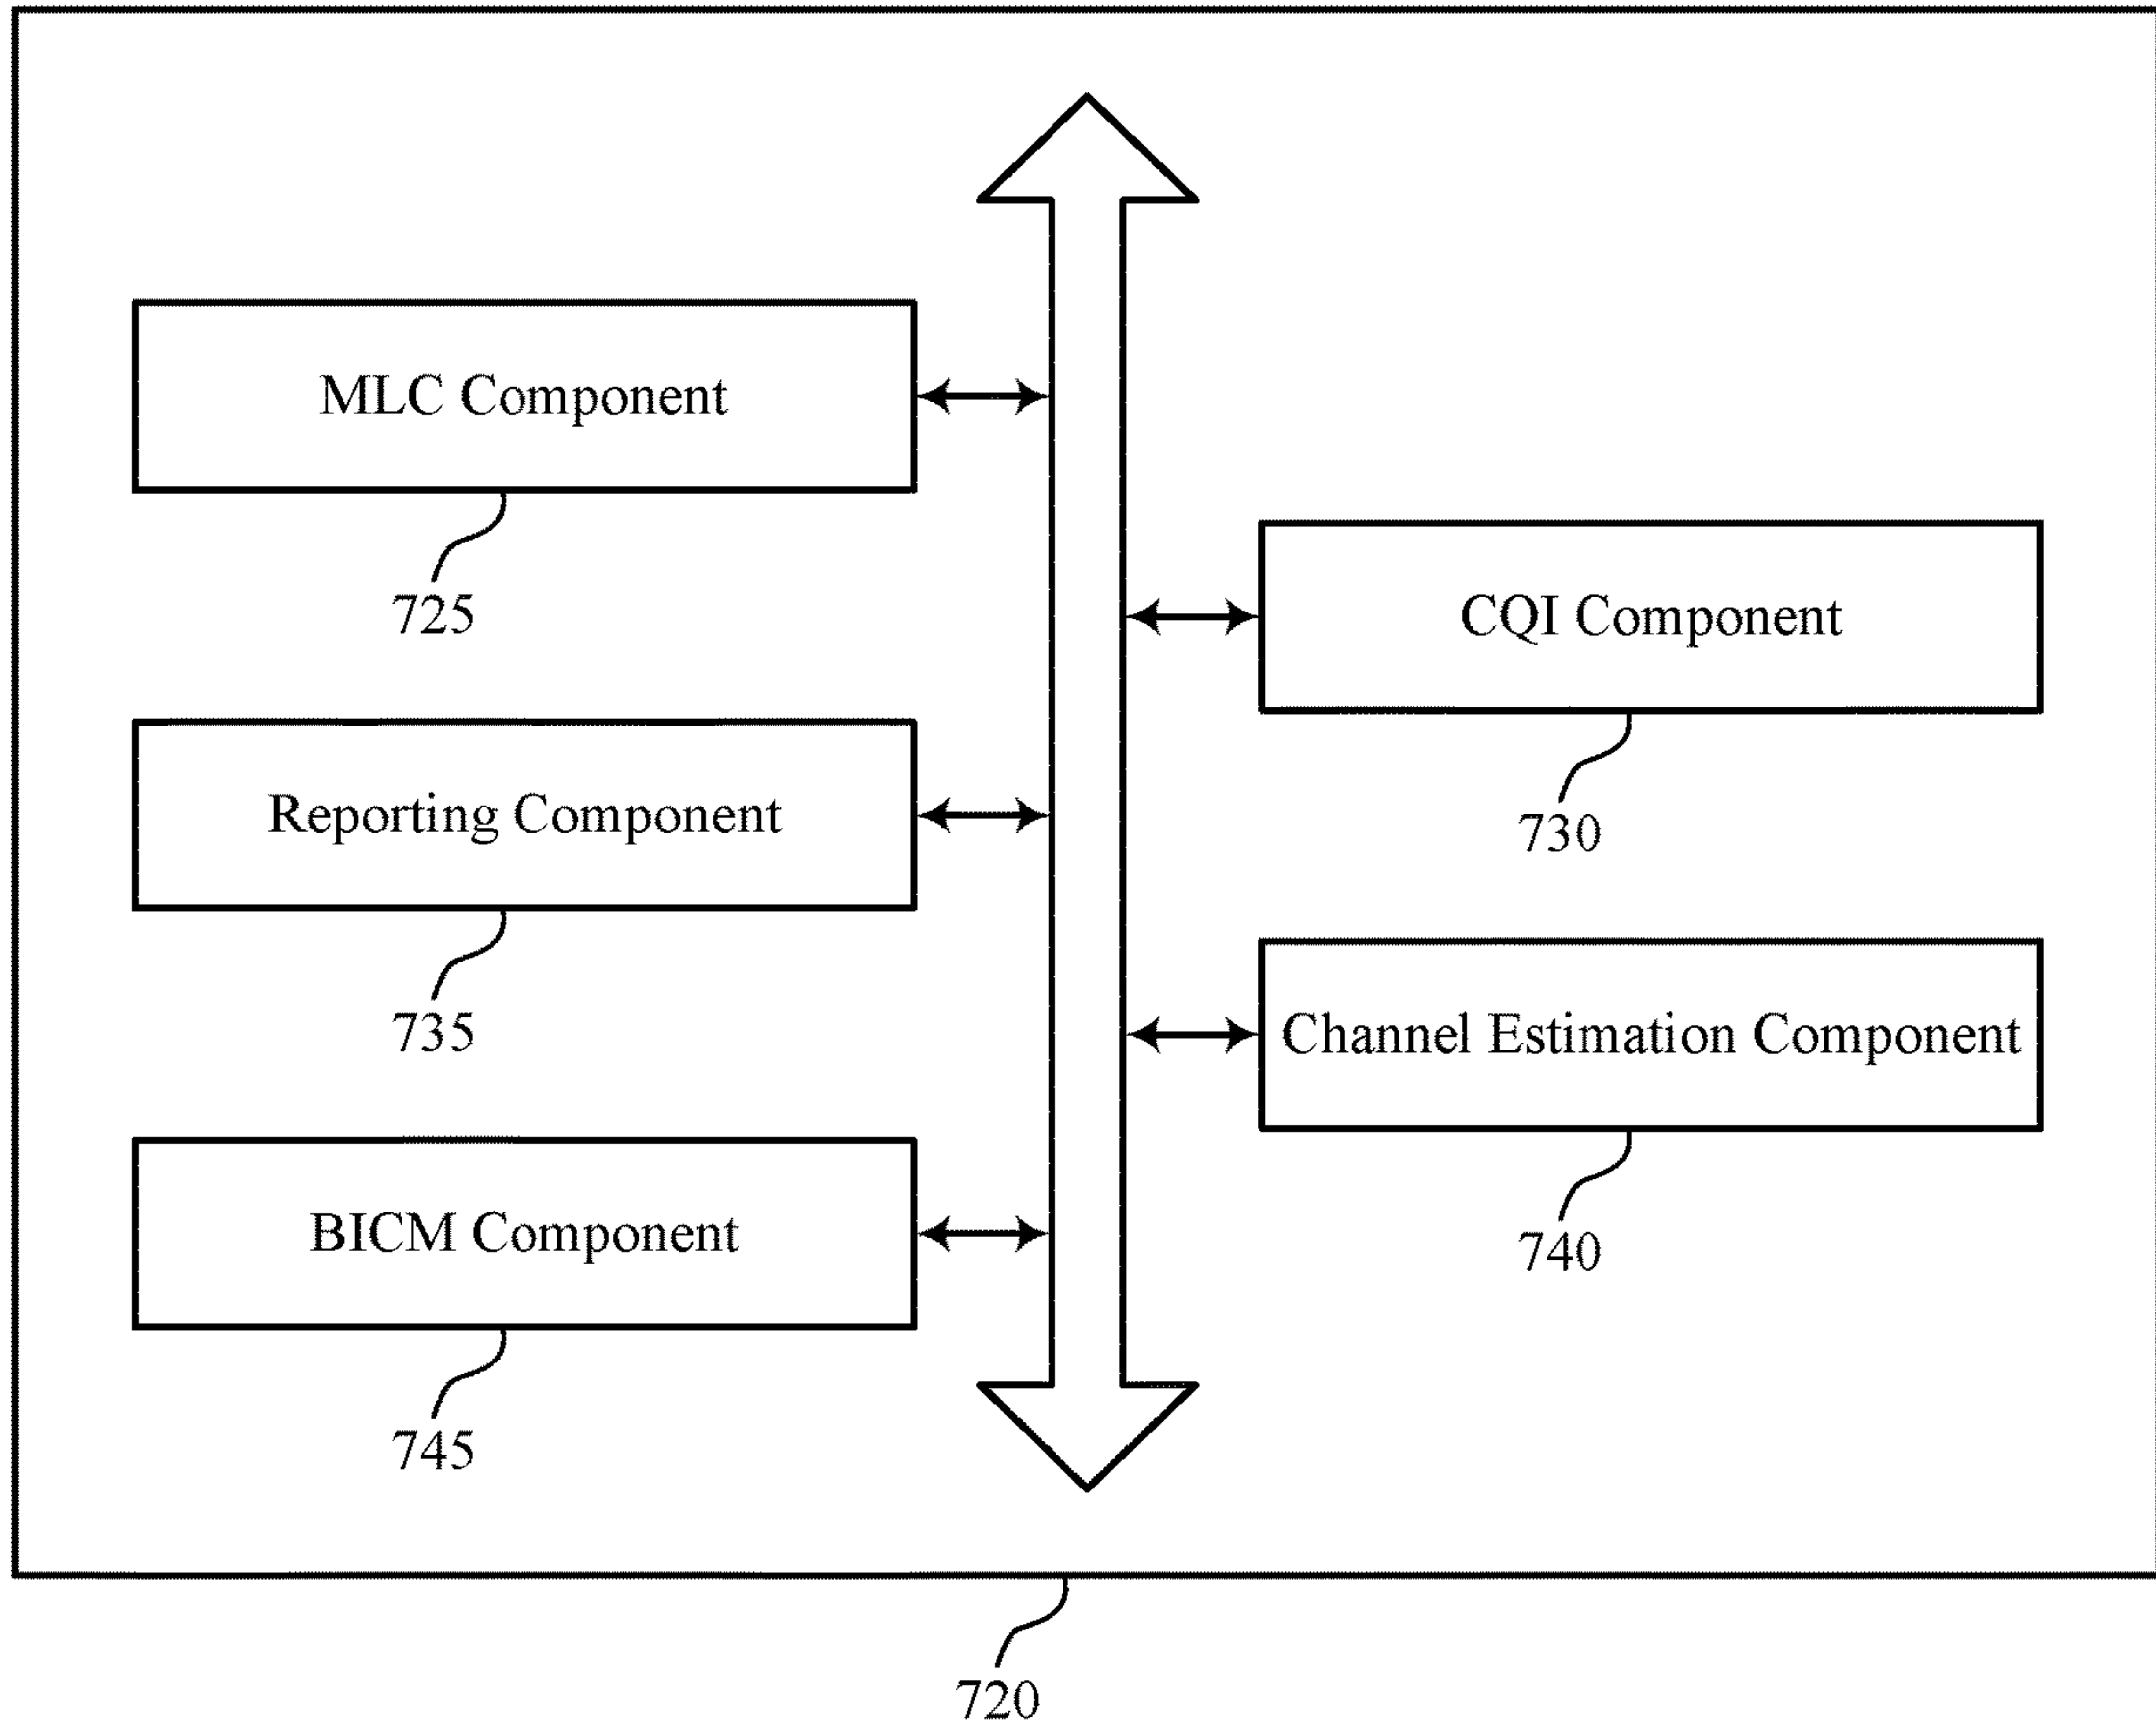 MLC Component
725
CQI Component
730
Reporting Component
735
Channel Estimation Component
740
BICM Component
745
720